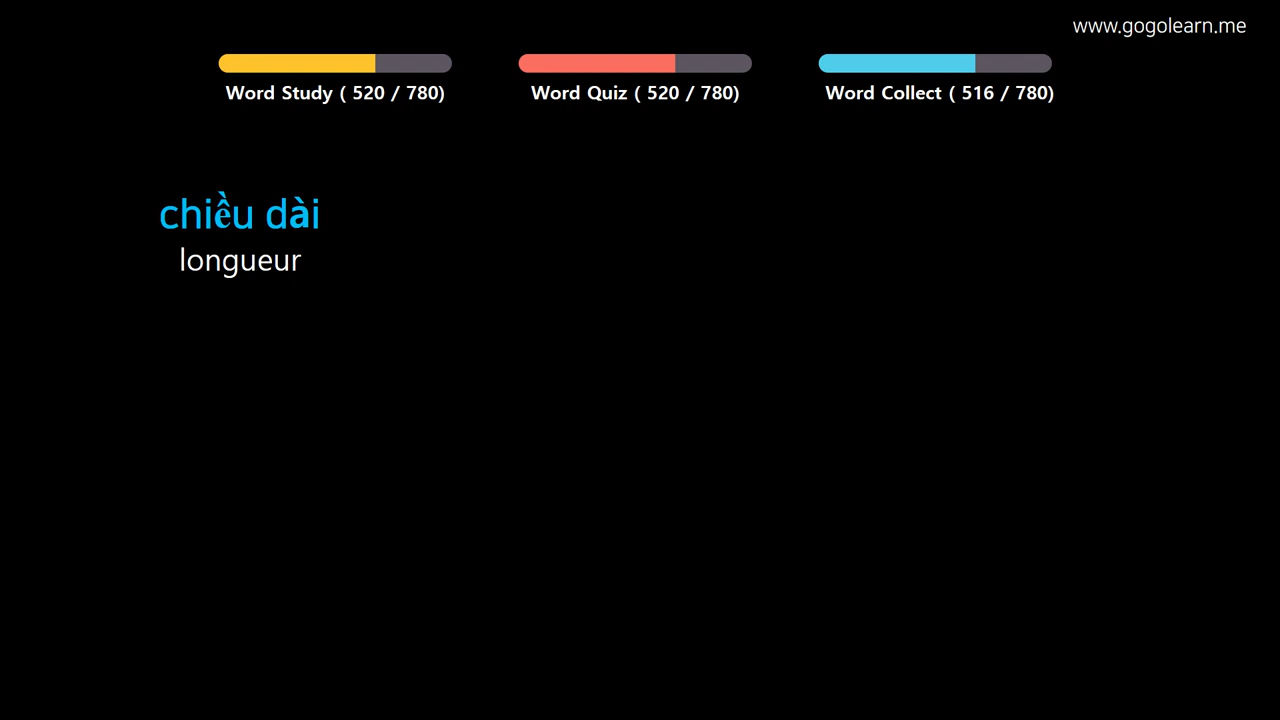 www.gogolearn.me
Word Study ( 520 / 780)
Word Quiz ( 520 / 780)
Word Collect ( 516 / 780)
chiều dài
longueur